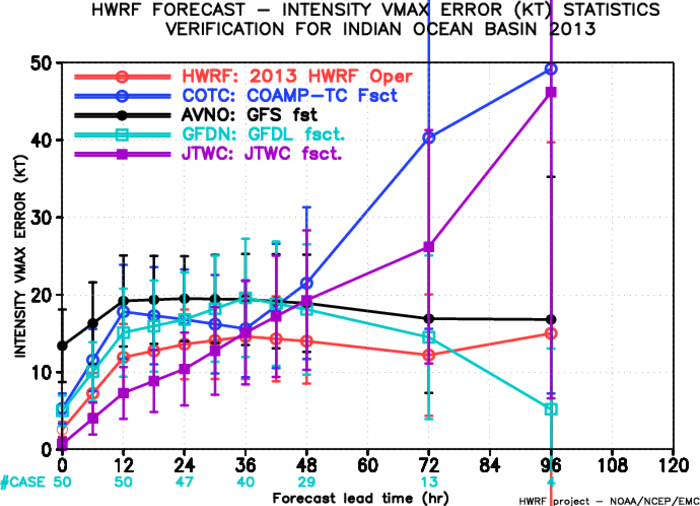 HWRF FORECAST − INTENSITY VMAX ERROR (KT) STATISTICS
VERIFICATION FOR INDIAN OCEAN BASIN 2013
INTENSITY VMAX ERROR (KT)
50
40
30
20
10
0
HWRF: 2013 HWRF Oper
COTC: COAMP−TC Fsct
AVNO: GFS fst
GFDN: GFDL fsct.
JTWC: JTWC fsct.
0 12 24 36 48 60 72 84 96 108 120
#CASE 50 50 47 40 29 13 4
Forecast lead time (hr)
HWRF project − NOAA/NCEP/EMC